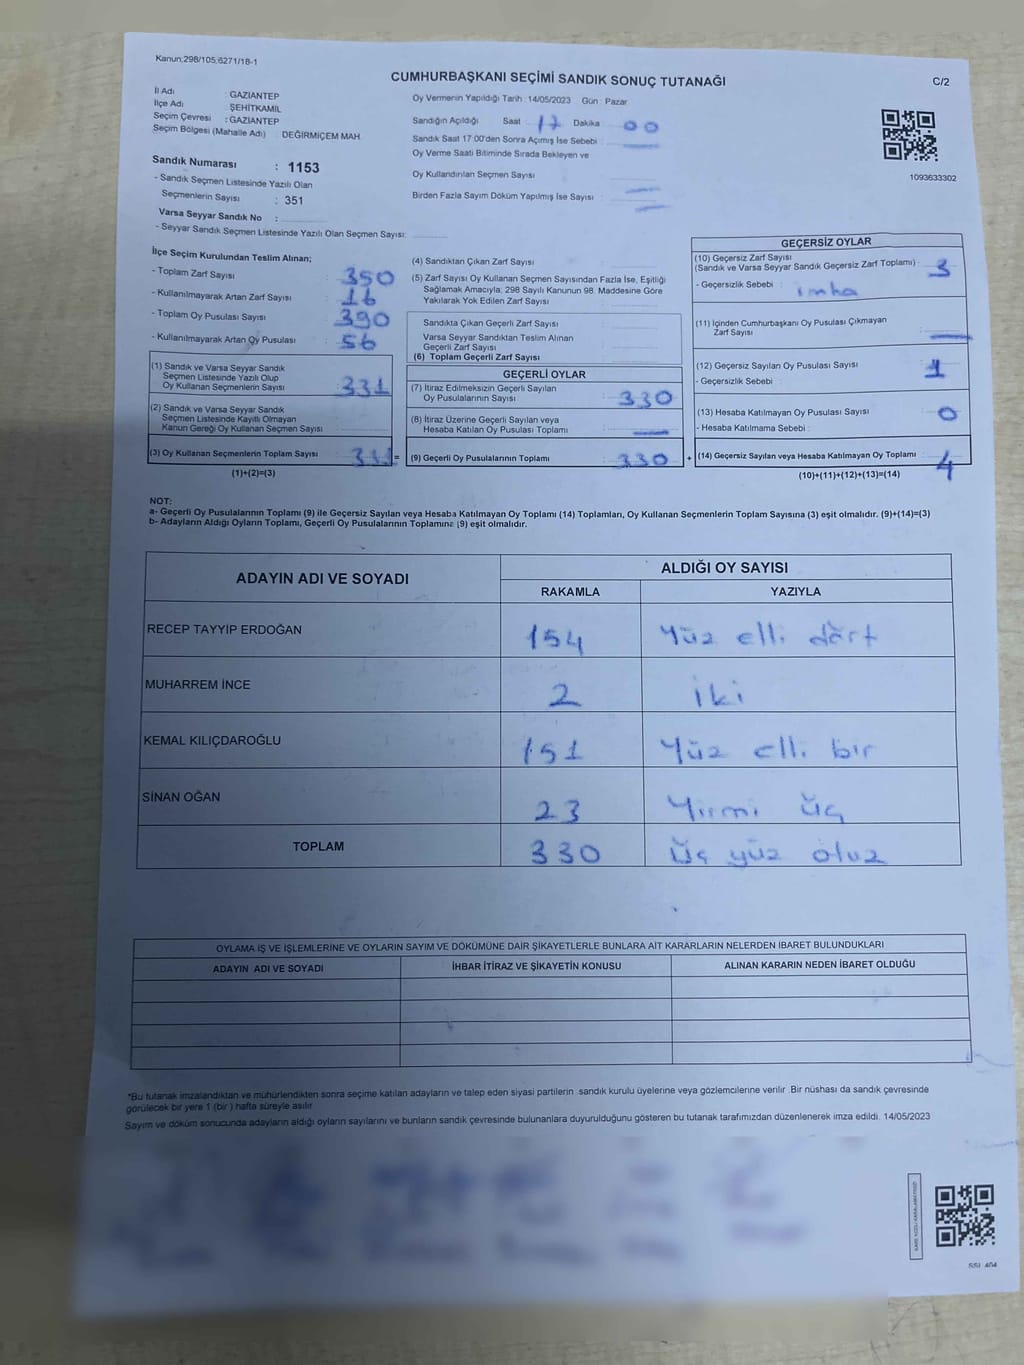 Kanun;298/105,6271/18-1
CUMHURBAŞKANI SEÇİMİ SANDIK SONUÇ TUTANAĞI
C/2
İl Adı : GAZIANTEP
İlçe Adı : ŞEHİTKAMİL
Seçim Çevresi : GAZIANTEP
Seçim Bölgesi (Mahalle Adı) : DEĞİRMİÇEM MAH.
Sandık Numarası : 1153
- Sandık Seçmen Listesinde Yazılı Olan
Seçmenlerin Sayısı : 351
Varsa Seyyar Sandık No :
- Seyyar Sandık Seçmen Listesinde Yazılı Olan Seçmen Sayısı:
Oy Vermenin Yapıldığı Tarih : 14/05/2023 Gün : Pazar
Sandığın Açıldığı Saat 17 Dakika 00
Sandık Saat 17:00'den Sonra Açımış İse Sebebi
Oy Verme Saati Bitiminde Sırada Bekleyen ve
Oy Kullandırılan Seçmen Sayısı
Birden Fazla Sayım Döküm Yapılmış İse Sayısı :
1093633302
İlçe Seçim Kurulundan Teslim Alınan;
- Toplam Zarf Sayısı : 350
- Kullanılmayarak Artan Zarf Sayısı : 16
- Toplam Oy Pusulası Sayısı : 390
- Kullanılmayarak Artan Oy Pusulası : 56
(1) Sandık ve Varsa Seyyar Sandık
Seçmen Listesinde Yazılı Olup
Oy Kullanan Seçmenlerin Sayısı : 331
(2) Sandık ve Varsa Seyyar Sandık
Seçmen Listesinde Kayıtlı Olmayan
Kanun Gereği Oy Kullanan Seçmen Sayısı :
(3) Oy Kullanan Seçmenlerin Toplam Sayısı : =
(1)+(2)=(3)
(4) Sandıktan Çıkan Zarf Sayısı :
(5) Zarf Sayısı Oy Kullanan Seçmen Sayısından Fazla İse, Eşitliği
Sağlamak Amacıyla; 298 Sayılı Kanunun 98. Maddesine Göre
Yakılarak Yok Edilen Zarf Sayısı :
Sandıkta Çıkan Geçerli Zarf Sayısı :
Varsa Seyyar Sandıktan Teslim Alınan
Geçerli Zarf Sayısı
(6) Toplam Geçerli Zarf Sayısı
GEÇERLİ OYLAR
(7) İtiraz Edilmeksizin Geçerli Sayılan
Oy Pusulalarının Sayısı : 330
(8) İtiraz Üzerine Geçerli Sayılan veya
Hesaba Katılan Oy Pusulası Toplamı :
(9) Geçerli Oy Pusulalarının Toplamı : 330 +
GEÇERSİZ OYLAR
(10) Geçersiz Zarf Sayısı
(Sandık ve Varsa Seyyar Sandık Geçersiz Zarf Toplamı) : 3
- Geçersizlik Sebebi : imha
(11) İçinden Cumhurbaşkanı Oy Pusulası Çıkmayan
Zarf Sayısı :
(12) Geçersiz Sayılan Oy Pusulası Sayısı : 1
- Geçersizlik Sebebi :
(13) Hesaba Katılmayan Oy Pusulası Sayısı : 0
- Hesaba Katılmama Sebebi :
(14) Geçersiz Sayılan veya Hesaba Katılmayan Oy Toplamı : 4
(10)+(11)+(12)+(13)=(14)
NOT:
a- Geçerli Oy Pusulalarının Toplamı (9) ile Geçersiz Sayılan veya Hesaba Katılmayan Oy Toplamı (14) Toplamları, Oy Kullanan Seçmenlerin Toplam Sayısına (3) eşit olmalıdır. (9)+(14)=(3)
b- Adayların Aldığı Oyların Toplamı, Geçerli Oy Pusulalarının Toplamına (9) eşit olmalıdır.
ADAYIN ADI VE SOYADI
ALDIĞI OY SAYISI
RAKAMLA YAZIYLA
RECEP TAYYİP ERDOĞAN 154 Yüz elli dört
MUHARREM İNCE 2 iki
KEMAL KILIÇDAROĞLU 151 Yüz elli bir
SİNAN OĞAN 23 Yirmi üç
TOPLAM 330 Üç yüz otuz
OYLAMA İŞ VE İŞLEMLERİNE VE OYLARIN SAYIM VE DÖKÜMÜNE DAİR ŞİKAYETLERLE BUNLARA AİT KARARLARIN NELERDEN İBARET BULUNDUKLARI
ADAYIN ADI VE SOYADI İHBAR İTİRAZ VE ŞİKAYETİN KONUSU ALINAN KARARIN NEDEN İBARET OLDUĞU
*Bu tutanak imzalandıktan ve mühürlendikten sonra seçime katılan adayların ve talep eden siyasi partilerin sandık kurulu üyelerine veya gözlemcilerine verilir. Bir nüshası da sandık çevresinde
görülecek bir yere 1 (bir ) hafta süreyle asılır
Sayım ve döküm sonucunda adayların aldığı oyların sayılarını ve bunların sandık çevresinde bulunanlara duyurulduğunu gösteren bu tutanak tarafımızdan düzenlenerek imza edildi. 14/05/2023